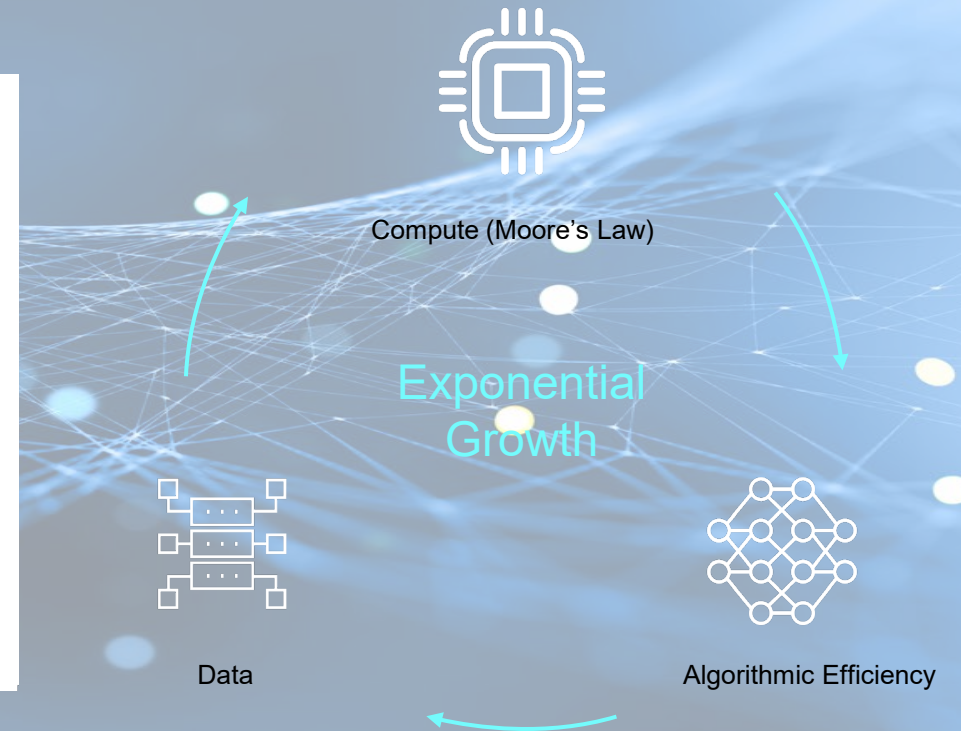 Compute (Moore’s Law)
Exponential
Growth
Data
Algorithmic Efficiency